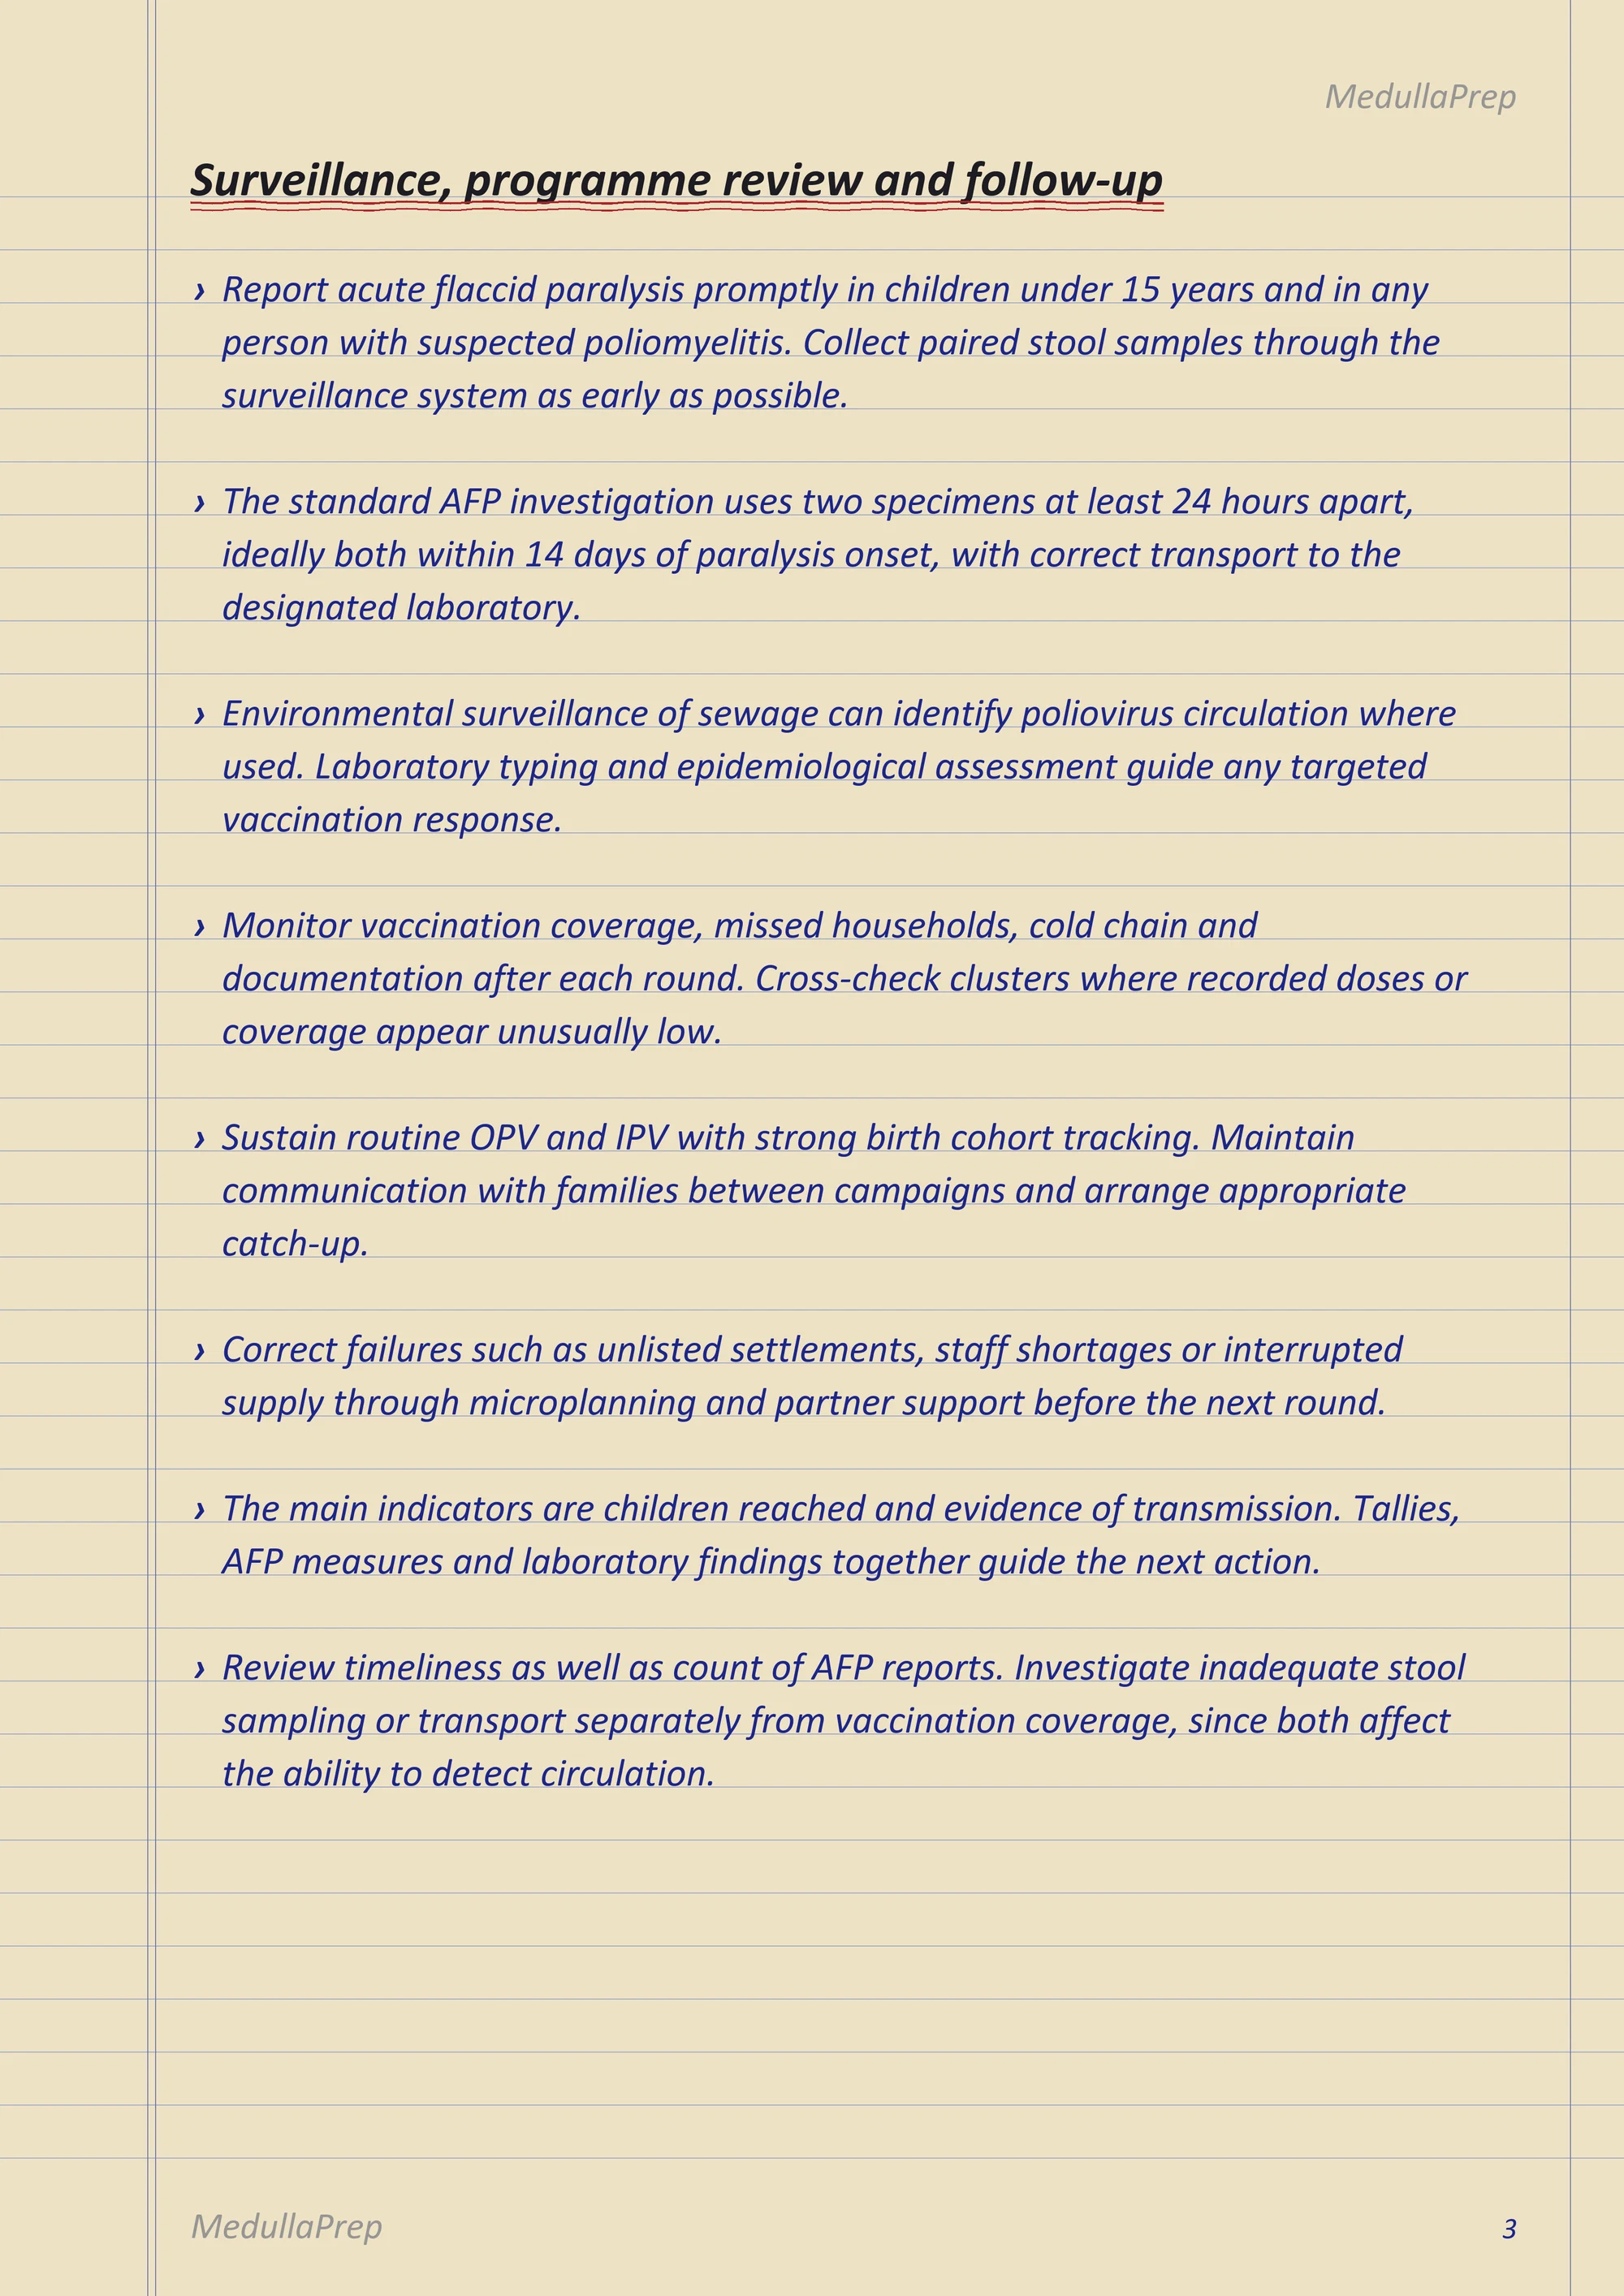 MedullaPrep
Surveillance, programme review and follow-up
› Report acute flaccid paralysis promptly in children under 15 years and in any
person with suspected poliomyelitis. Collect paired stool samples through the
surveillance system as early as possible.
› The standard AFP investigation uses two specimens at least 24 hours apart,
ideally both within 14 days of paralysis onset, with correct transport to the
designated laboratory.
› Environmental surveillance of sewage can identify poliovirus circulation where
used. Laboratory typing and epidemiological assessment guide any targeted
vaccination response.
› Monitor vaccination coverage, missed households, cold chain and
documentation after each round. Cross-check clusters where recorded doses or
coverage appear unusually low.
› Sustain routine OPV and IPV with strong birth cohort tracking. Maintain
communication with families between campaigns and arrange appropriate
catch-up.
› Correct failures such as unlisted settlements, staff shortages or interrupted
supply through microplanning and partner support before the next round.
› The main indicators are children reached and evidence of transmission. Tallies,
AFP measures and laboratory findings together guide the next action.
› Review timeliness as well as count of AFP reports. Investigate inadequate stool
sampling or transport separately from vaccination coverage, since both affect
the ability to detect circulation.
MedullaPrep
3